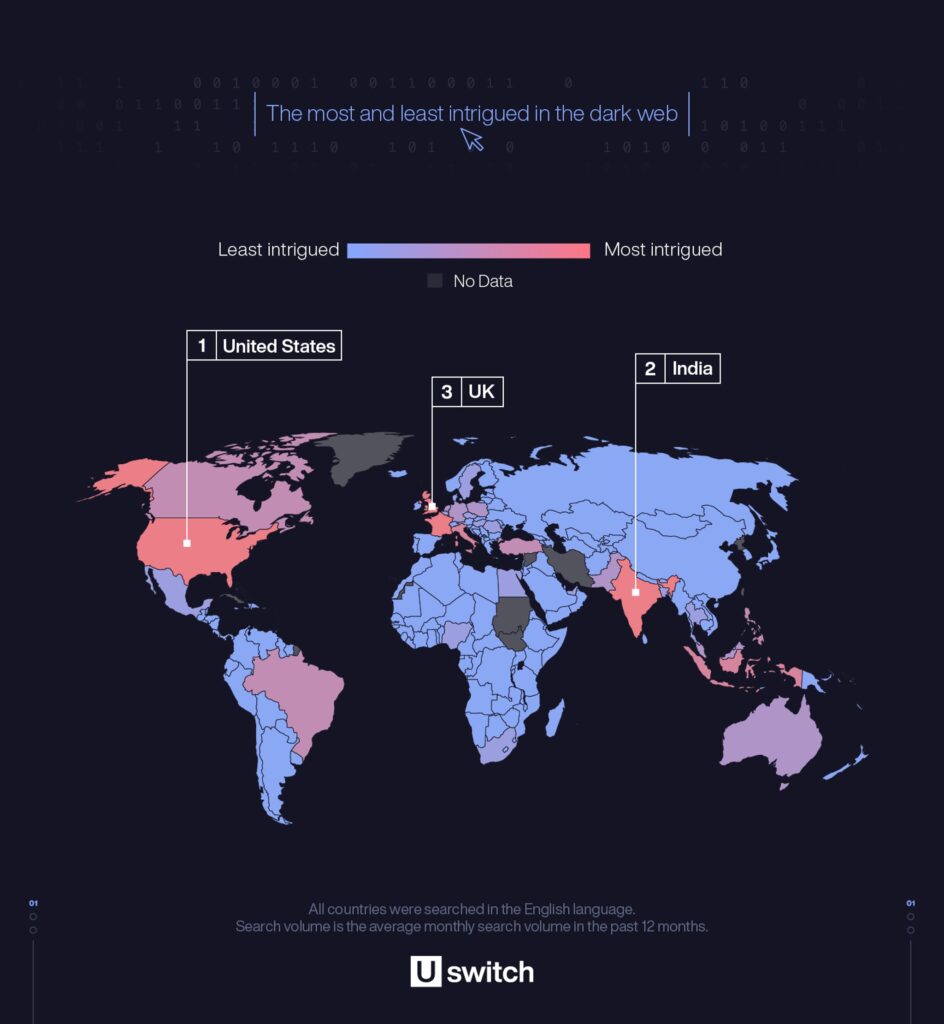 The most and least intrigued in the dark web
Least intrigued
Most intrigued
No Data
1 United States
3 UK
2 India
01
01
All countries were searched in the English language.
Search volume is the average monthly search volume in the past 12 months.
U switch